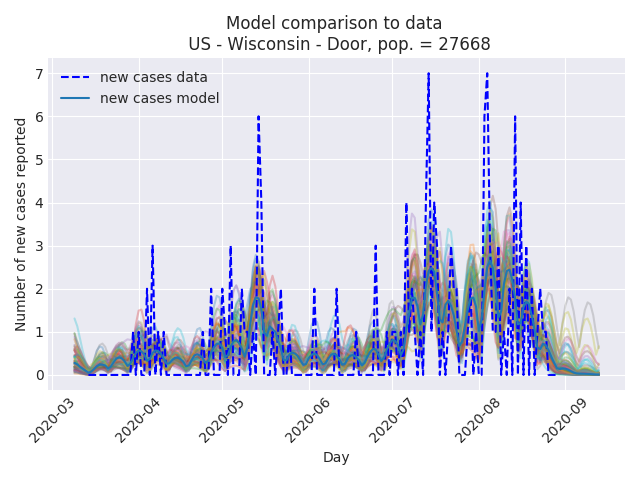 Model comparison to data
US - Wisconsin - Door, pop. = 27668
new cases data
new cases model
Number of new cases reported
7
6
5
4
3
2
1
0
2020-03
2020-04
2020-05
2020-06
2020-07
2020-08
2020-09
Day